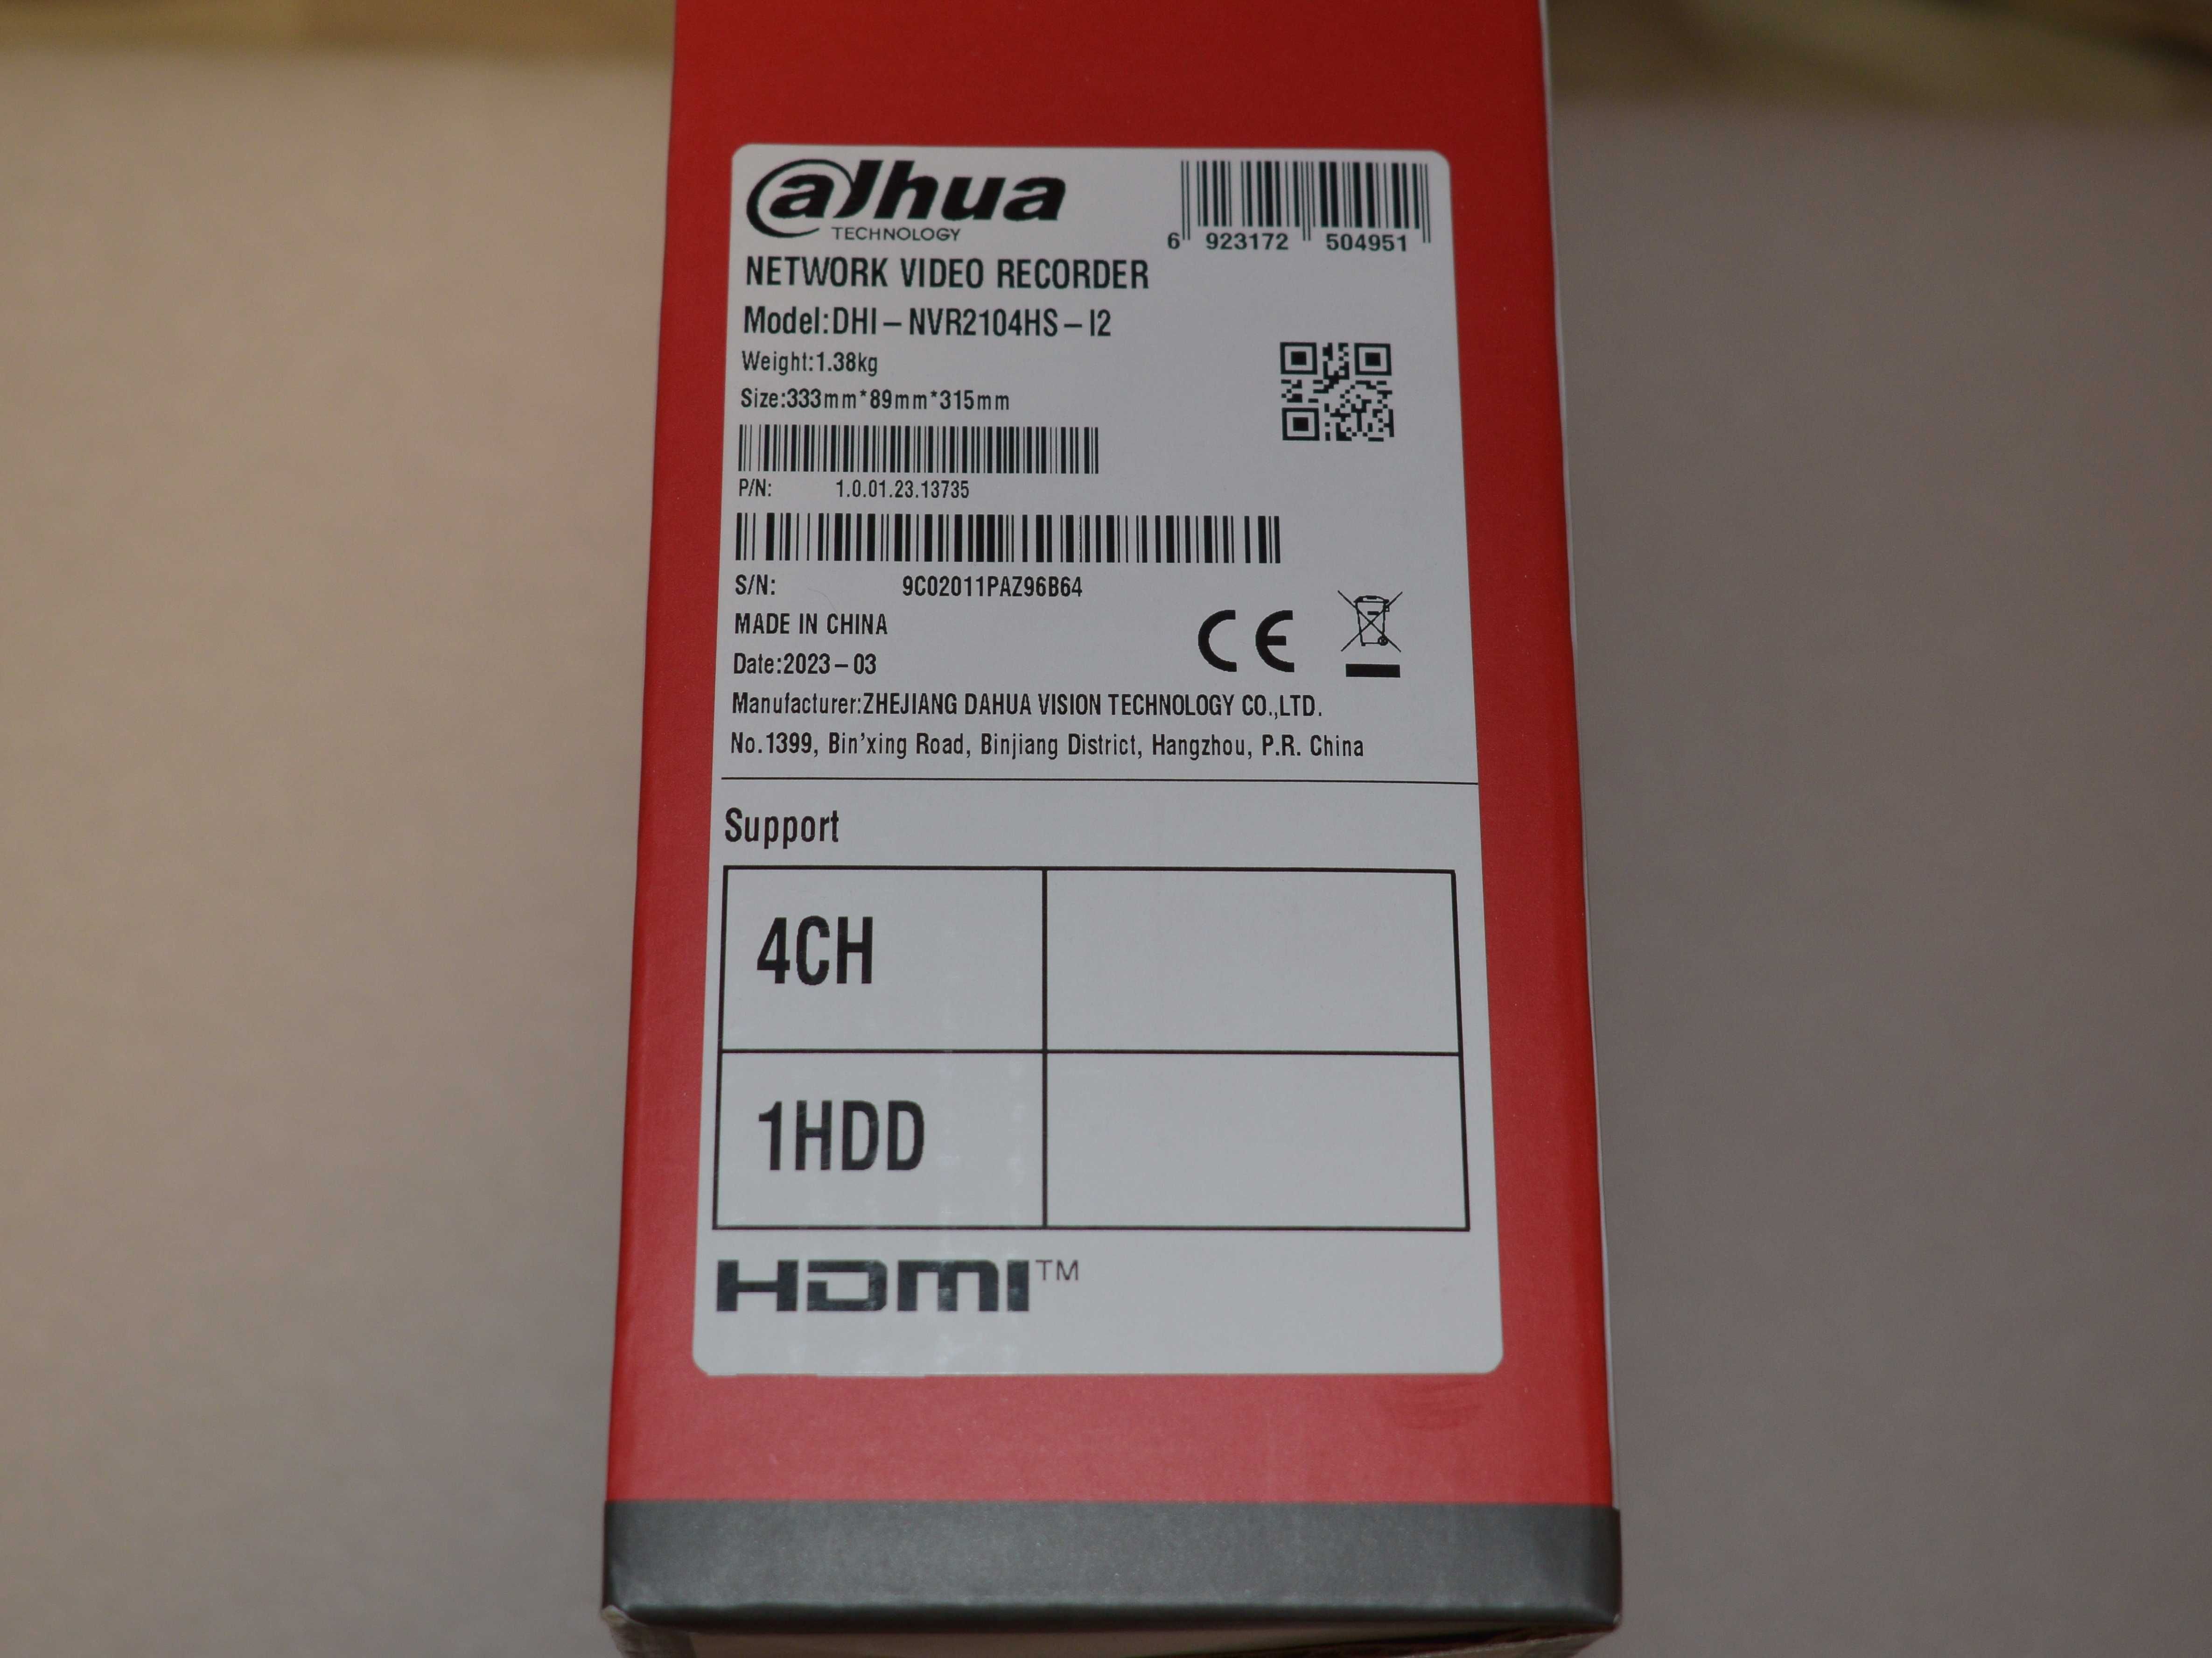 alhua
TECHNOLOGY
6 923172 504951
NETWORK VIDEO RECORDER
Model:DHI-NVR2104HS-I2
Weight:1.38kg
Size:333mm*89mm*315mm
P/N: 1.0.01.23.13735
S/N: 9C02011PAZ96B64
MADE IN CHINA
Date:2023-03
CE
Manufacturer:ZHEJIANG DAHUA VISION TECHNOLOGY CO.,LTD.
No.1399, Bin'xing Road, Binjiang District, Hangzhou, P.R. China
Support
4CH
1HDD
HDMI™